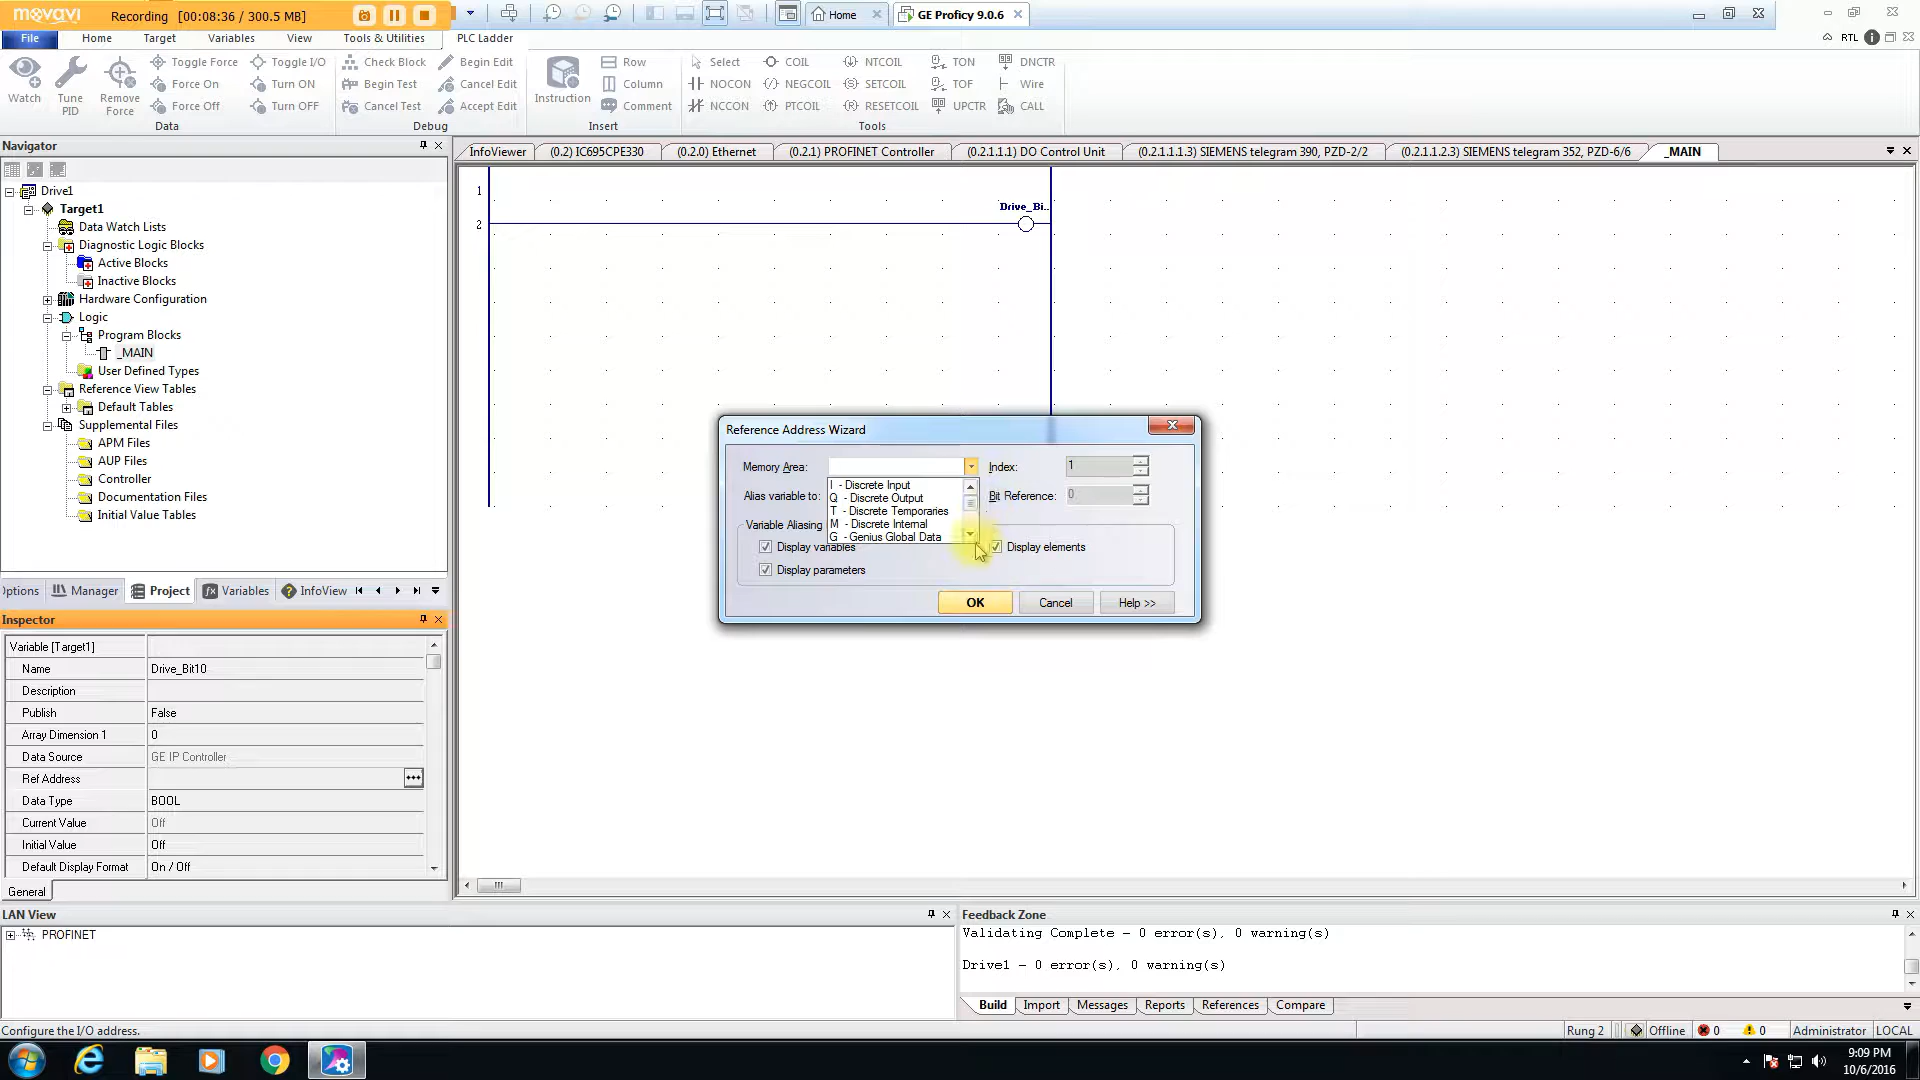 movavi
Recording (00:08:36 / 300.5 MB)
Home
GE Proficy 9.0.6
File
Home
Target
Variables
View
Tools & Utilities
PLC Ladder
RTL
Watch
Tune PID
Remove Force
Toggle Force
Force On
Force Off
Toggle I/O
Turn ON
Turn OFF
Data
Check Block
Begin Test
Cancel Test
Begin Edit
Cancel Edit
Accept Edit
Debug
Instruction
Row
Column
Comment
Insert
Select
NOCON
NCCON
COIL
NEGCOIL
PTCOIL
NTCOIL
SETCOIL
RESETCOIL
TON
TOF
UPCTR
DNCTR
Wire
CALL
Tools
Navigator
Drive1
Target1
Data Watch Lists
Diagnostic Logic Blocks
Active Blocks
Inactive Blocks
Hardware Configuration
Logic
Program Blocks
_MAIN
User Defined Types
Reference View Tables
Default Tables
Supplemental Files
APM Files
AUP Files
Controller
Documentation Files
Initial Value Tables
ptions
Manager
Project
Variables
InfoView
Inspector
Variable [Target1]
Name Drive_Bit10
Description
Publish False
Array Dimension 1 0
Data Source GE IP Controller
Ref Address
Data Type BOOL
Current Value Off
Initial Value Off
Default Display Format On / Off
General
InfoViewer
(0.2) IC695CPE330
(0.2.0) Ethernet
(0.2.1) PROFINET Controller
(0.2.1.1.1) DO Control Unit
(0.2.1.1.1.3) SIEMENS telegram 390, PZD-2/2
(0.2.1.1.2.3) SIEMENS telegram 352, PZD-6/6
_MAIN
1
Drive_Bi..
2
Reference Address Wizard
Memory Area:
Index: 1
I - Discrete Input
Q - Discrete Output
T - Discrete Temporaries
M - Discrete Internal
G - Genius Global Data
Alias variable to:
Bit Reference: 0
Variable Aliasing
Display variables
Display elements
Display parameters
OK
Cancel
Help >>
LAN View
PROFINET
Feedback Zone
Validating Complete - 0 error(s), 0 warning(s)
Drive1 - 0 error(s), 0 warning(s)
Build
Import
Messages
Reports
References
Compare
Configure the I/O address.
Rung 2
Offline
0
0
Administrator
LOCAL
9:09 PM
10/6/2016